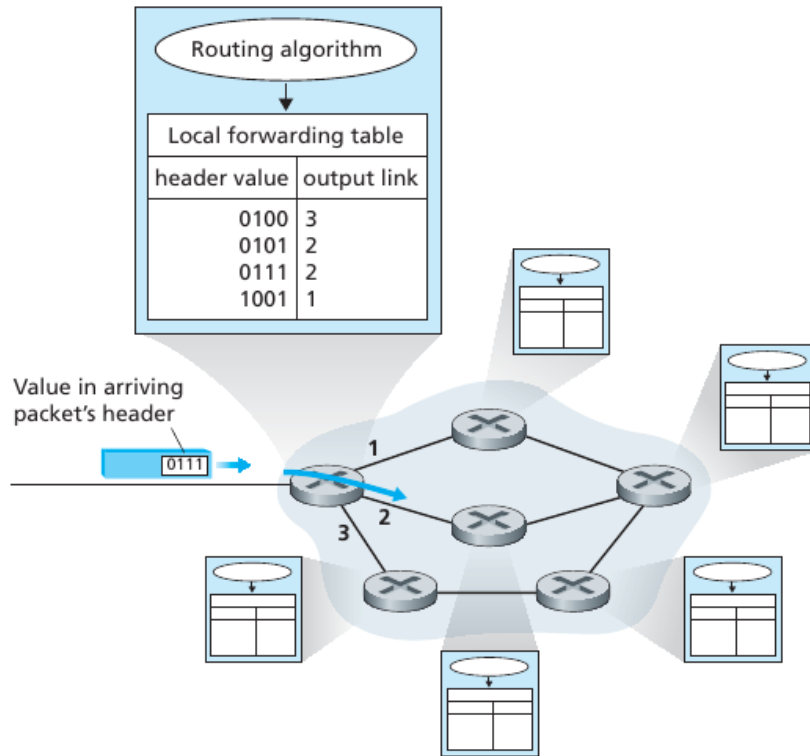 Routing algorithm
Local forwarding table
header value output link
0100 3
0101 2
0111 2
1001 1
Value in arriving
packet's header
0111
1
2
3